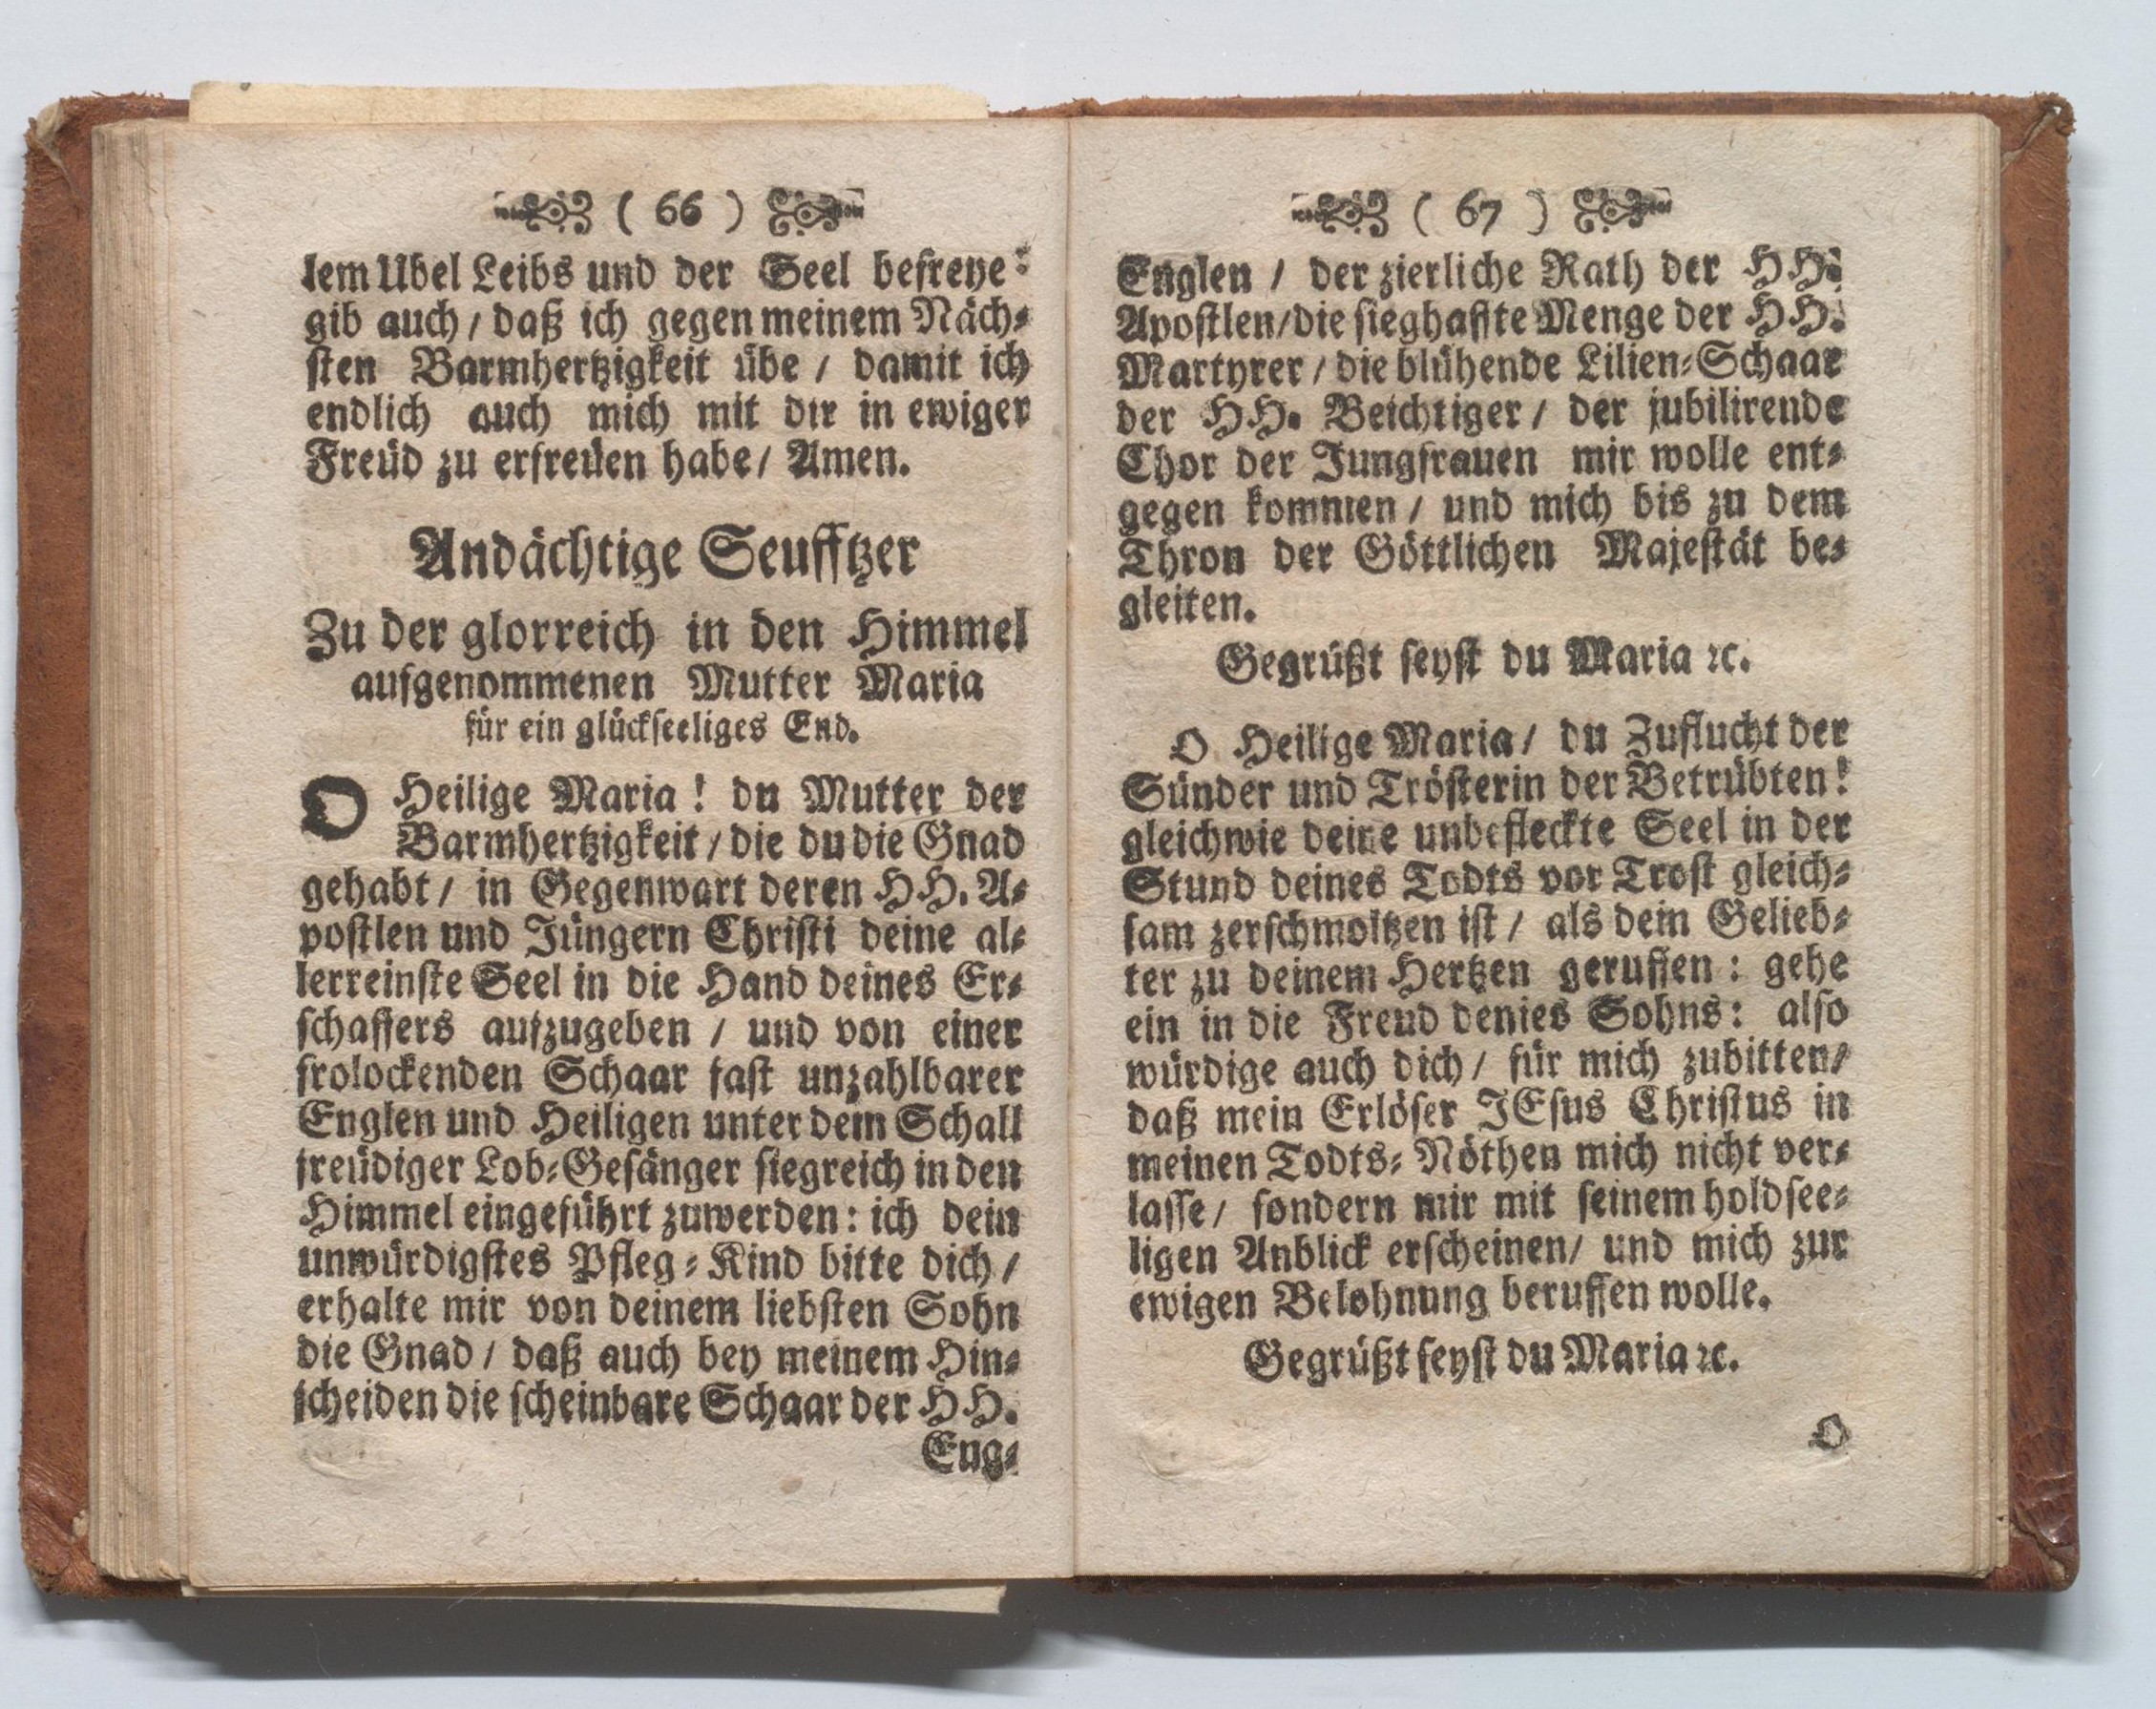 ( 66 )
lem Ubel Leibs und der Seel befreye:
gib auch / daß ich gegen meinem Näch-
sten Barmhertzigkeit übe / damit ich
endlich auch mich mit dir in ewiger
Freüd zu erfreüen habe / Amen.
Andächtige Seufftzer
Zu der glorreich in den Himmel
aufgenommenen Mutter Maria
für ein glückseeliges End.
O Heilige Maria ! du Mutter der
Barmhertzigkeit / die du die Gnad
gehabt / in Gegenwart deren HH. A-
postlen und Jüngern Christi deine al-
lerreinste Seel in die Hand deines Er-
schaffers aufzugeben / und von einer
frolockenden Schaar fast unzahlbarer
Englen und Heiligen unter dem Schall
freüdiger Lob-Gesänger siegreich in den
Himmel eingeführt zuwerden: ich dein
unwürdigstes Pfleg-Kind bitte dich /
erhalte mir von deinem liebsten Sohn
die Gnad / daß auch bey meinem Hin-
scheiden die scheinbare Schaar der HH.
Eng-
( 67 )
Englen / der zierliche Rath der HH.
Apostlen/die sieghaffte Menge der HH.
Martyrer / die blühende Lilien-Schaar
der HH. Beichtiger / der jubilirende
Chor der Jungfrauen mir wolle ent-
gegen kommen / und mich bis zu dem
Thron der Göttlichen Majestät be-
gleiten.
Gegrüßt seyst du Maria ꝛc.
O Heilige Maria / du Zuflucht der
Sünder und Trösterin der Betrübten!
gleichwie deine unbefleckte Seel in der
Stund deines Todts vor Trost gleich-
sam zerschmoltzen ist / als dein Gelieb-
ter zu deinem Hertzen geruffen : gehe
ein in die Freud denies Sohns: also
würdige auch dich / für mich zubitten/
daß mein Erlöser JEsus Christus in
meinen Todts-Nöthen mich nicht ver-
lasse / sondern mir mit seinem holdsee-
ligen Anblick erscheinen/ und mich zur
ewigen Belohnung beruffen wolle.
Gegrüßt seyst du Maria ꝛc.
O